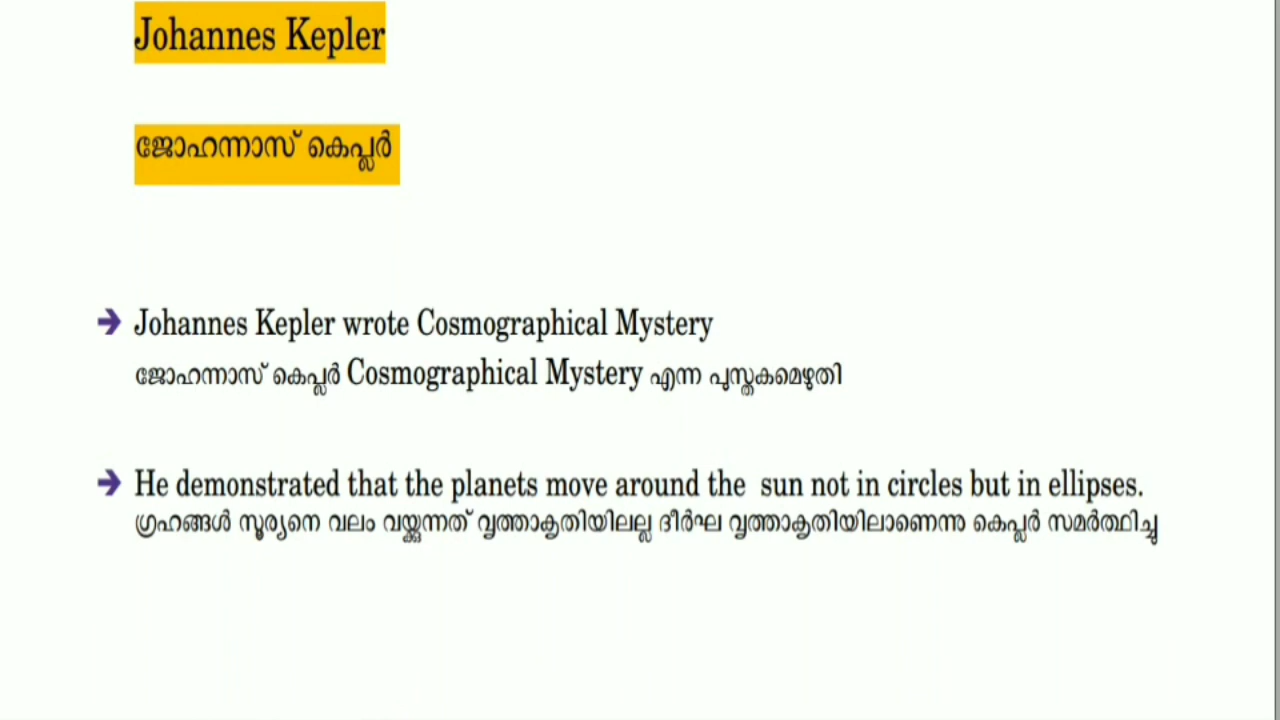 Johannes Kepler
ജോഹന്നാസ് കെപ്ലർ
Johannes Kepler wrote Cosmographical Mystery
ജോഹന്നാസ് കെപ്ലർ Cosmographical Mystery എന്ന പുസ്തകമെഴുതി
He demonstrated that the planets move around the sun not in circles but in ellipses.
ഗ്രഹങ്ങൾ സൂര്യനെ വലം വയ്ക്കുന്നത് വൃത്താകൃതിയിലല്ല ദീർഘ വൃത്താകൃതിയിലാണെന്നു കെപ്ലർ സമർത്ഥിച്ചു